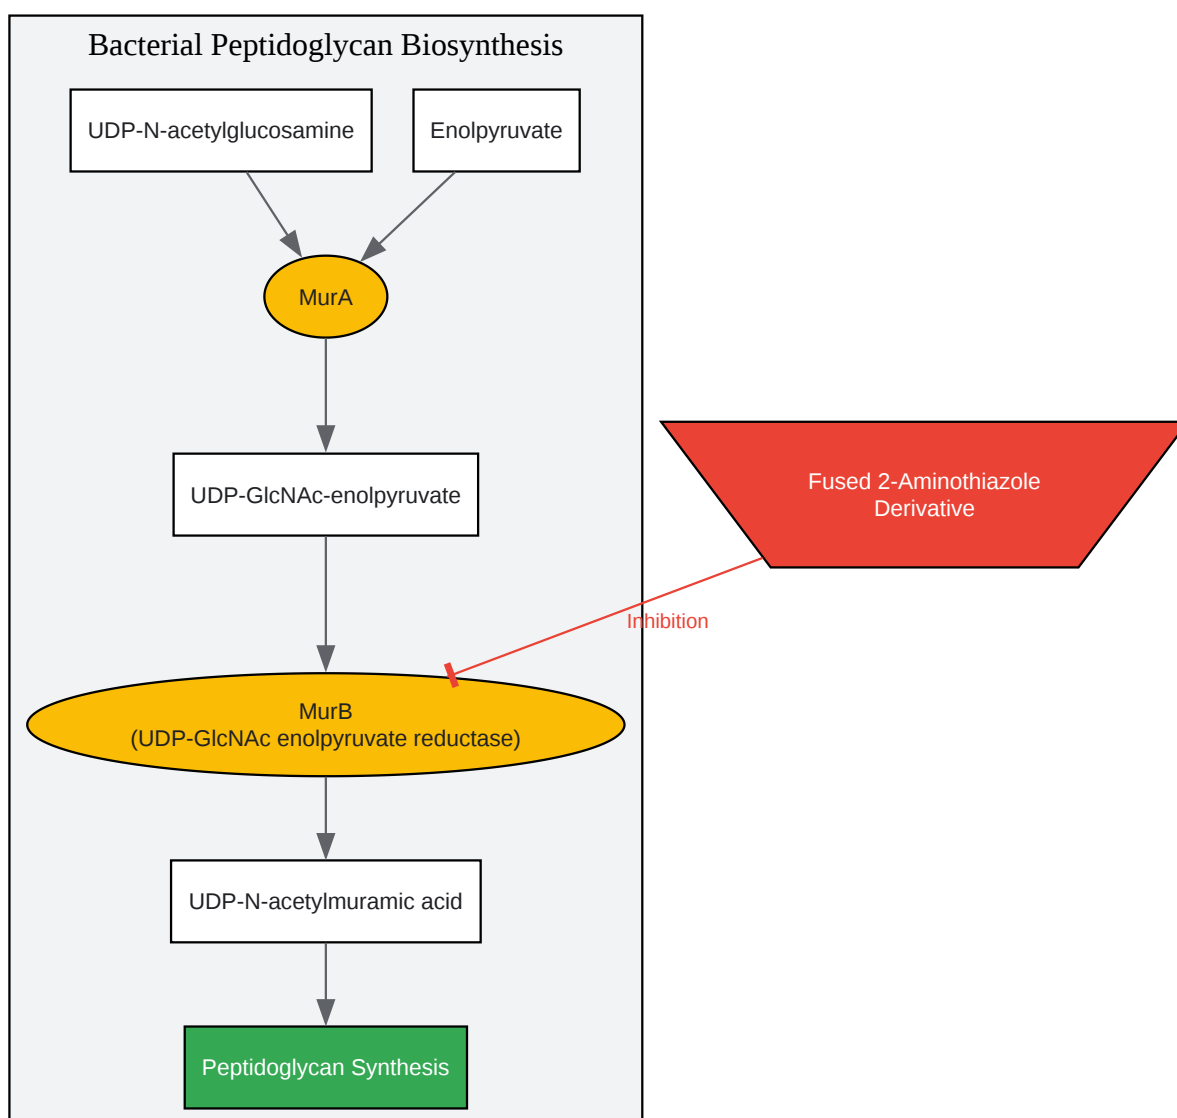 Bacterial Peptidoglycan Biosynthesis
UDP-N-acetylglucosamine
Enolpyruvate
MurA
UDP-GlcNAc-enolpyruvate
Fused 2-Aminothiazole
Derivative
Inhibition
MurB
(UDP-GlcNAc enolpyruvate reductase)
UDP-N-acetylmuramic acid
Peptidoglycan Synthesis